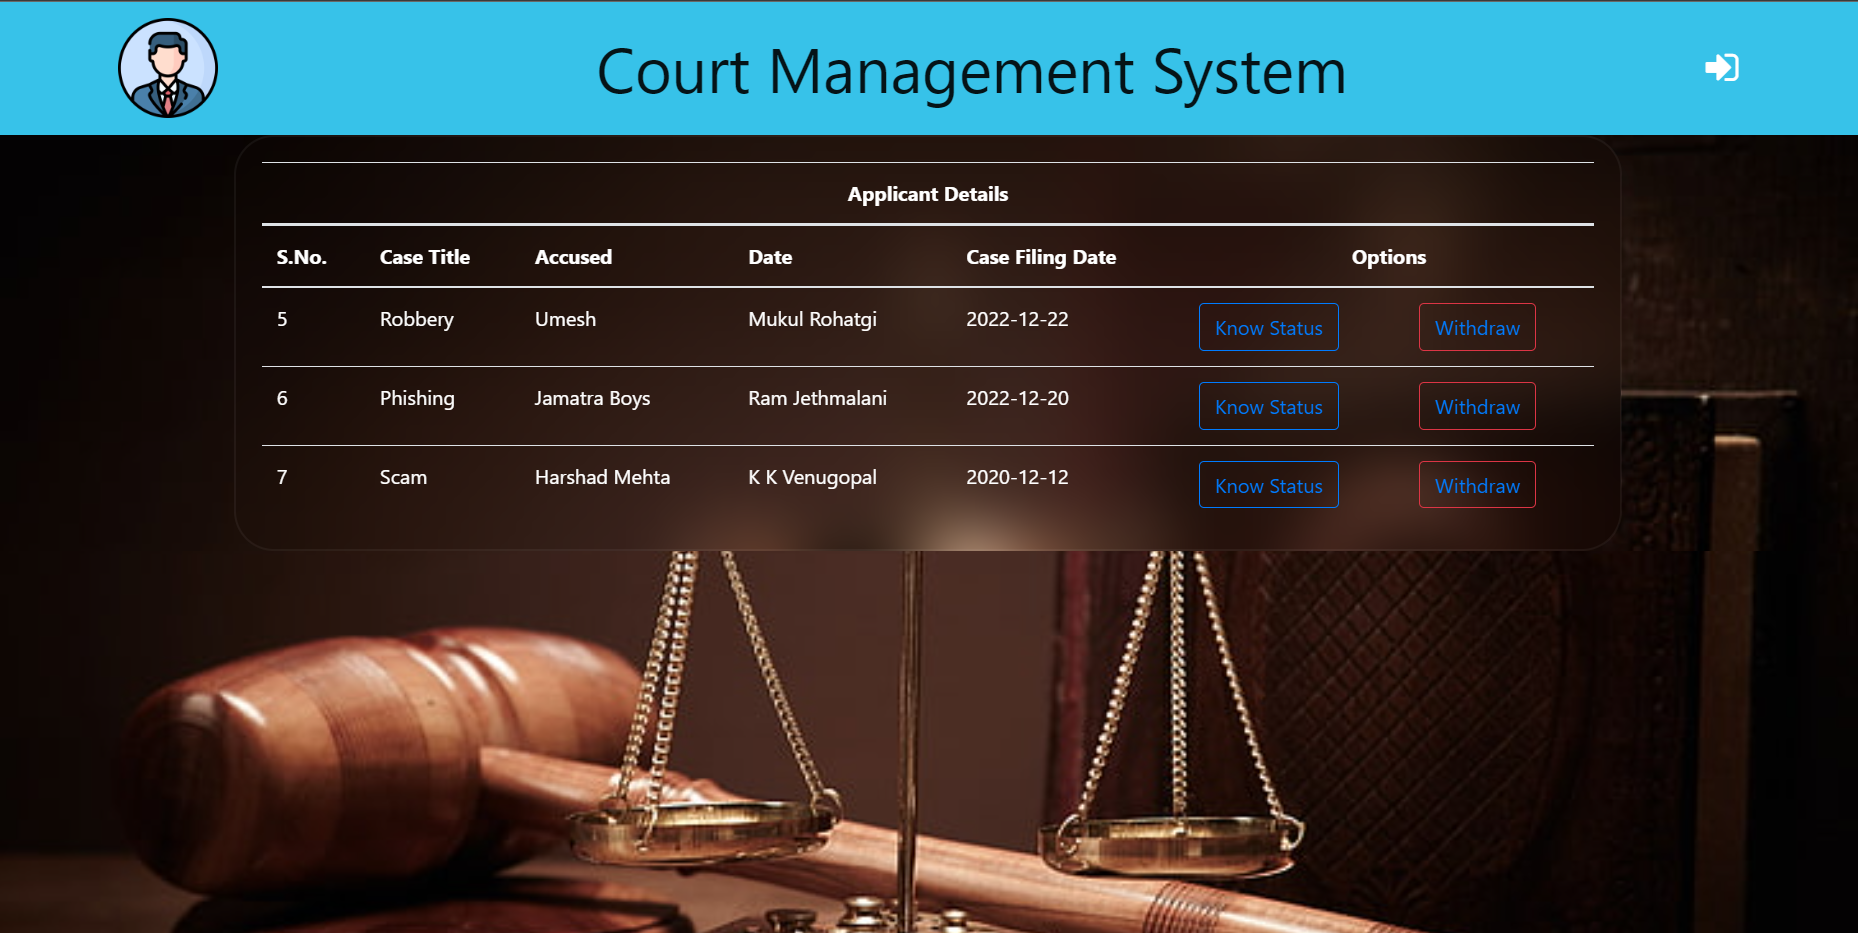 Court Management System
Applicant Details
S.No. Case Title Accused Date Case Filing Date Options
5 Robbery Umesh Mukul Rohatgi 2022-12-22 Know Status Withdraw
6 Phishing Jamatra Boys Ram Jethmalani 2022-12-20 Know Status Withdraw
7 Scam Harshad Mehta K K Venugopal 2020-12-12 Know Status Withdraw